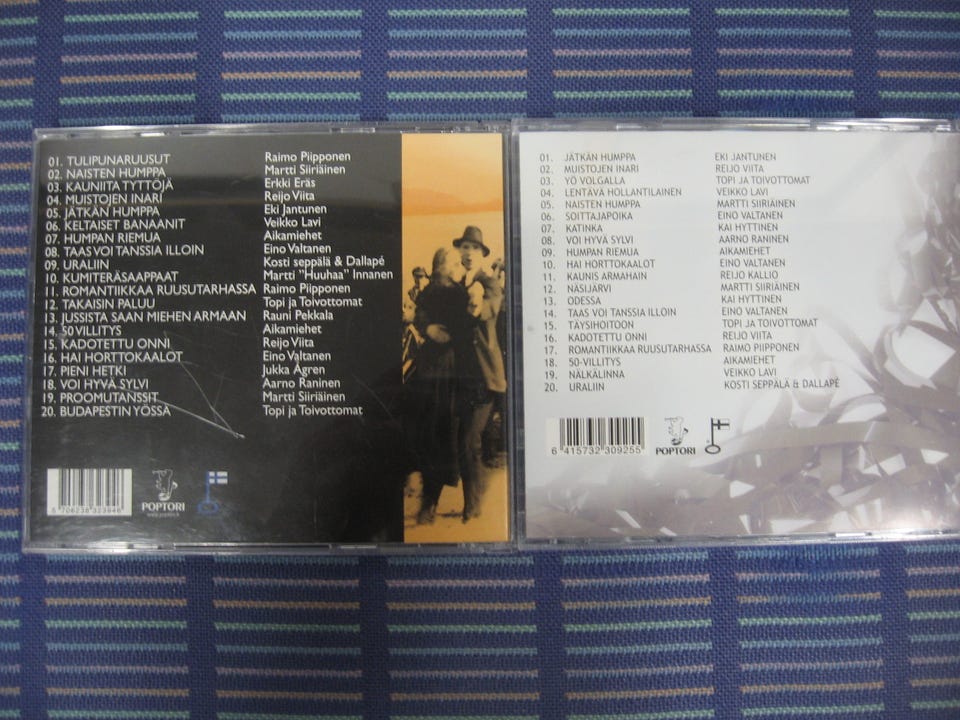 01. TULIPUNARUUSUT Raimo Piipponen
02. NAISTEN HUMPPA Martti Siiriäinen
03. KAUNIITA TYTTÖJÄ Erkki Eräs
04. MUISTOJEN INARI Reijo Viita
05. JÄTKÄN HUMPPA Eki Jantunen
06. KELTAISET BANAANIT Veikko Lavi
07. HUMPAN RIEMUA Aikamiehet
08. TAAS VOI TANSSIA ILLOIN Eino Valtanen
09. URALIIN Kosti seppälä & Dallapé
10. KUMITERÄSAAPPAAT Martti "Huuhaa" Innanen
11. ROMANTIIKKAA RUUSUTARHASSA Raimo Piipponen
12. TAKAISIN PALUU Topi ja Toivottomat
13. JUSSISTA SAAN MIEHEN ARMAAN Rauni Pekkala
14. 50 VILLITYS Aikamiehet
15. KADOTETTU ONNI Reijo Viita
16. HAI HORTTOKAALOT Eino Valtanen
17. PIENI HETKI Jukka Ågren
18. VOI HYVÄ SYLVI Aarno Raninen
19. PROOMUTANSSIT Martti Siiriäinen
20. BUDAPESTIN YÖSSÄ Topi ja Toivottomat
POPTORI
01. JÄTKÄN HUMPPA EKI JANTUNEN
02. MUISTOJEN INARI REIJO VIITA
03. YÖ VOLGALLA TOPI JA TOIVOTTOMAT
04. LENTÄVÄ HOLLANTILAINEN VEIKKO LAVI
05. NAISTEN HUMPPA MARTTI SIIRIÄINEN
06. SOITTAJAPOIKA EINO VALTANEN
07. KATINKA KAI HYTTINEN
08. VOI HYVÄ SYLVI AARNO RANINEN
09. HUMPAN RIEMUA AIKAMIEHET
10. HAI HORTTOKAALOT EINO VALTANEN
11. KAUNIS ARMAHAIN REIJO KALLIO
12. NÄSIJÄRVI MARTTI SIIRIÄINEN
13. ODESSA KAI HYTTINEN
14. TAAS VOI TANSSIA ILLOIN EINO VALTANEN
15. TÄYSIHOITOON TOPI JA TOIVOTTOMAT
16. KADOTETTU ONNI REIJO VIITA
17. ROMANTIIKKAA RUUSUTARHASSA RAIMO PIIPPONEN
18. 50-VILLITYS AIKAMIEHET
19. NÄLKÄLINNA VEIKKO LAVI
20. URALIIN KOSTI SEPPÄLÄ & DALLAPÉ
6 415732 309255
POPTORI